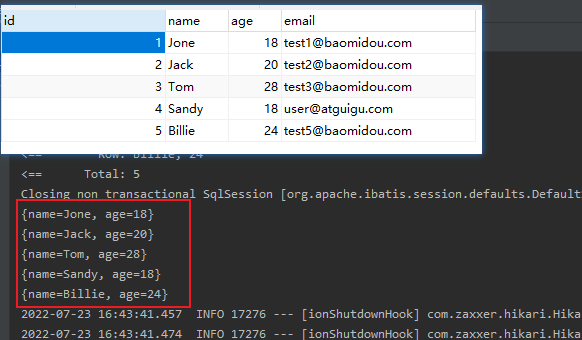 id name age email
1 Jone 18 test1@baomidou.com
2 Jack 20 test2@baomidou.com
3 Tom 28 test3@baomidou.com
4 Sandy 18 user@atguigu.com
5 Billie 24 test5@baomidou.com
<== Row: Billie, 24
<== Total: 5
Closing non transactional SqlSession [org.apache.ibatis.session.defaults.Default
{name=Jone, age=18}
{name=Jack, age=20}
{name=Tom, age=28}
{name=Sandy, age=18}
{name=Billie, age=24}
2022-07-23 16:43:41.457 INFO 17276 --- [ionShutdownHook] com.zaxxer.hikari.Hika
2022-07-23 16:43:41.474 INFO 17276 --- [ionShutdownHook] com.zaxxer.hikari.Hika